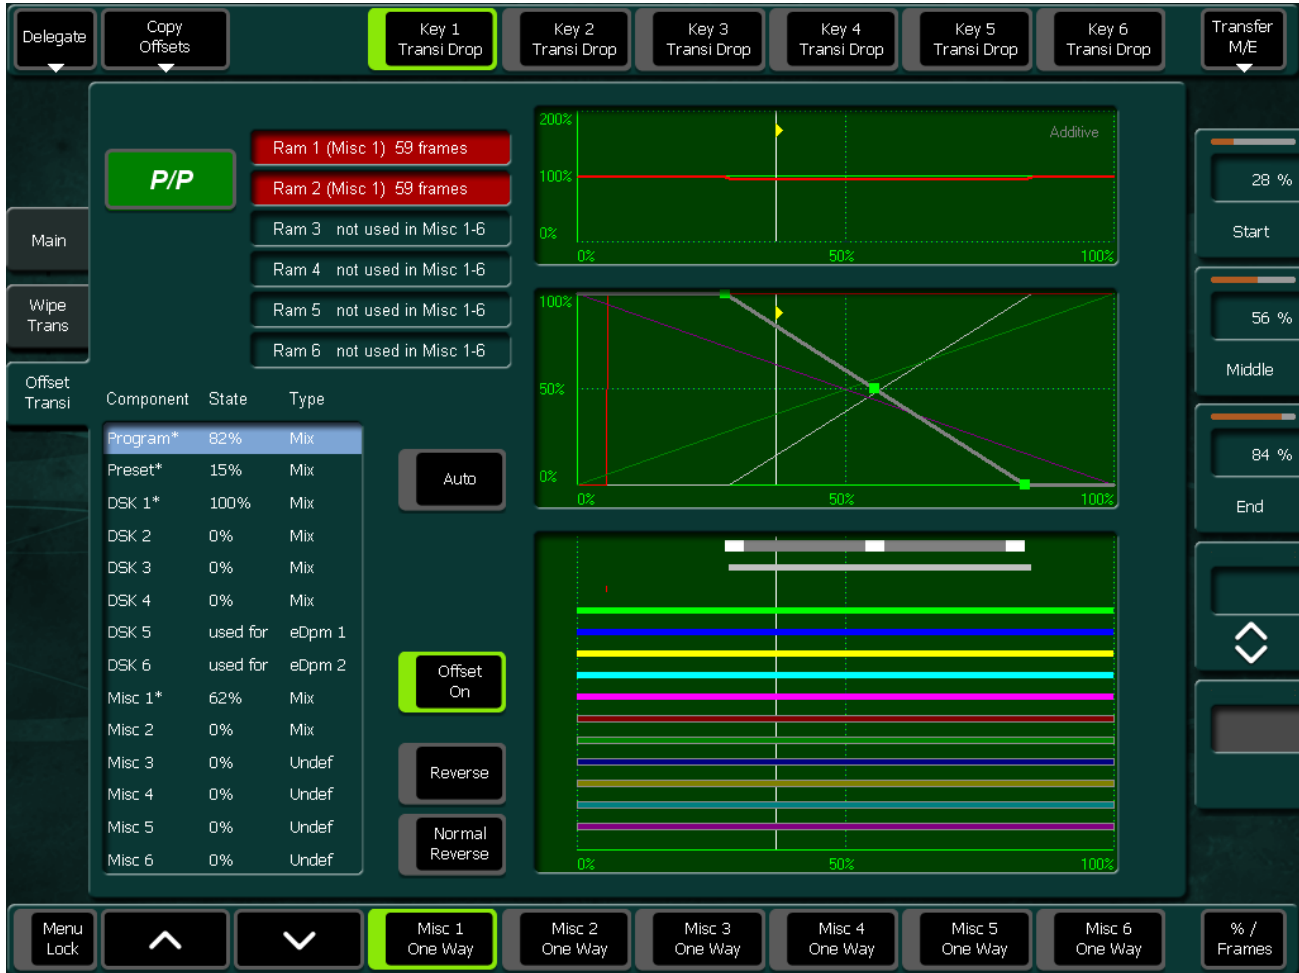 Delegate
Copy
Offsets
Key 1
Transi Drop
Key 2
Transi Drop
Key 3
Transi Drop
Key 4
Transi Drop
Key 5
Transi Drop
Key 6
Transi Drop
Transfer
M/E
P/P
Ram 1 (Misc 1) 59 frames
Ram 2 (Misc 1) 59 frames
Ram 3 not used in Misc 1-6
Ram 4 not used in Misc 1-6
Ram 5 not used in Misc 1-6
Ram 6 not used in Misc 1-6
200%
Additive
100%
0%
0% 50% 100%
Main
Wipe
Trans
Offset
Transi
100%
50%
0%
0% 50% 100%
28 %
Start
56 %
Middle
84 %
End
Component State Type
Program* 82% Mix
Preset* 15% Mix
DSK 1* 100% Mix
DSK 2 0% Mix
DSK 3 0% Mix
DSK 4 0% Mix
DSK 5 used for eDpm 1
DSK 6 used for eDpm 2
Misc 1* 62% Mix
Misc 2 0% Mix
Misc 3 0% Undef
Misc 4 0% Undef
Misc 5 0% Undef
Misc 6 0% Undef
Auto
Offset
On
Reverse
Normal
Reverse
0% 50% 100%
Menu
Lock
Misc 1
One Way
Misc 2
One Way
Misc 3
One Way
Misc 4
One Way
Misc 5
One Way
Misc 6
One Way
% /
Frames